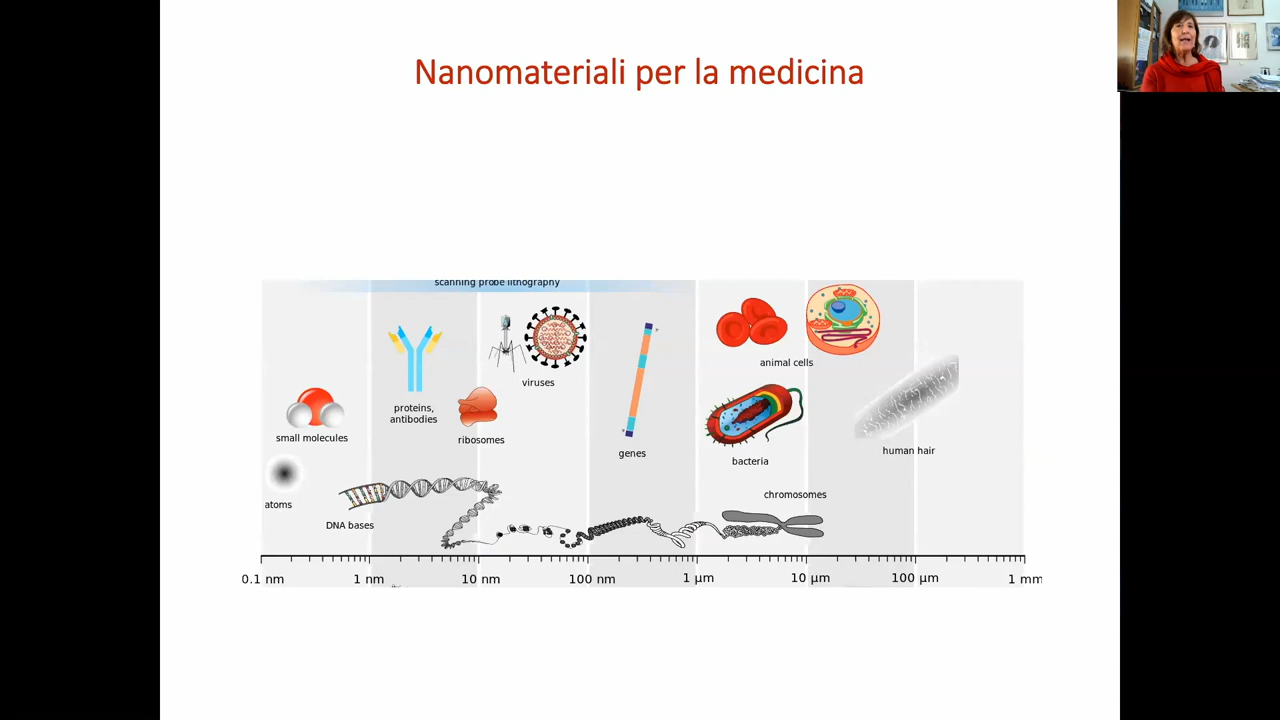 Nanomateriali per la medicina
scanning probe lithography
viruses
animal cells
proteins,
antibodies
small molecules
ribosomes
genes
bacteria
human hair
atoms
DNA bases
chromosomes
0.1 nm 1 nm 10 nm 100 nm 1 µm 10 µm 100 µm 1 mm